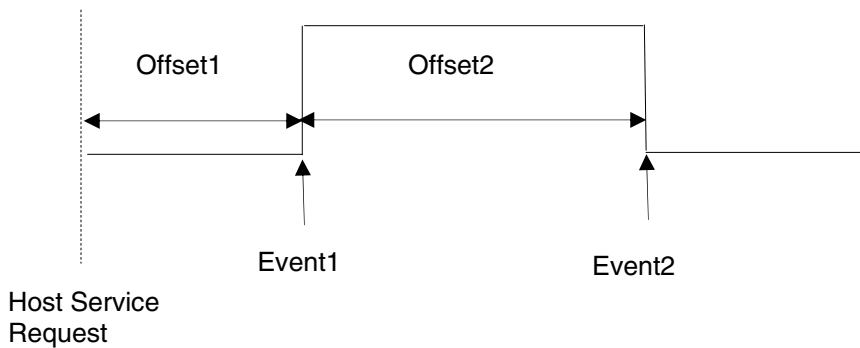 Offset1
Offset2
Event1
Event2
Host Service
Request